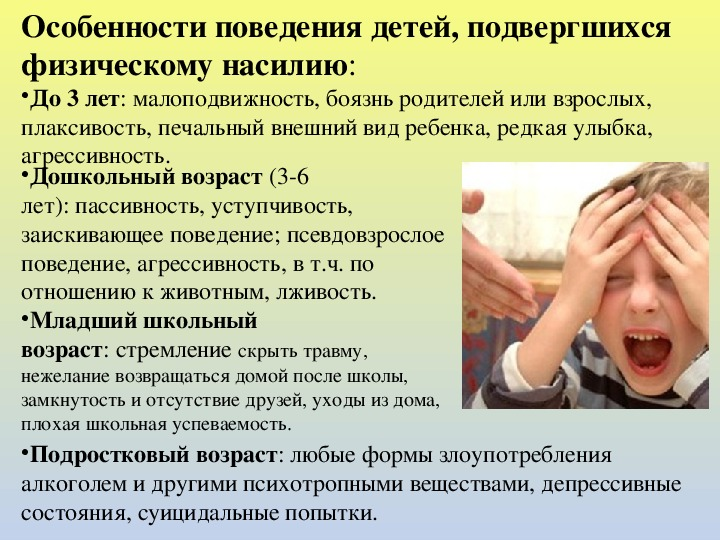 Особенности поведения детей, подвергшихся
физическому насилию:
•До 3 лет: малоподвижность, боязнь родителей или взрослых,
плаксивость, печальный внешний вид ребенка, редкая улыбка,
агрессивность.
•Дошкольный возраст (3-6
лет): пассивность, уступчивость,
заискивающее поведение; псевдовзрослое
поведение, агрессивность, в т.ч. по
отношению к животным, лживость.
•Младший школьный
возраст: стремление скрыть травму,
нежелание возвращаться домой после школы,
замкнутость и отсутствие друзей, уходы из дома,
плохая школьная успеваемость.
•Подростковый возраст: любые формы злоупотребления
алкоголем и другими психотропными веществами, депрессивные
состояния, суицидальные попытки.